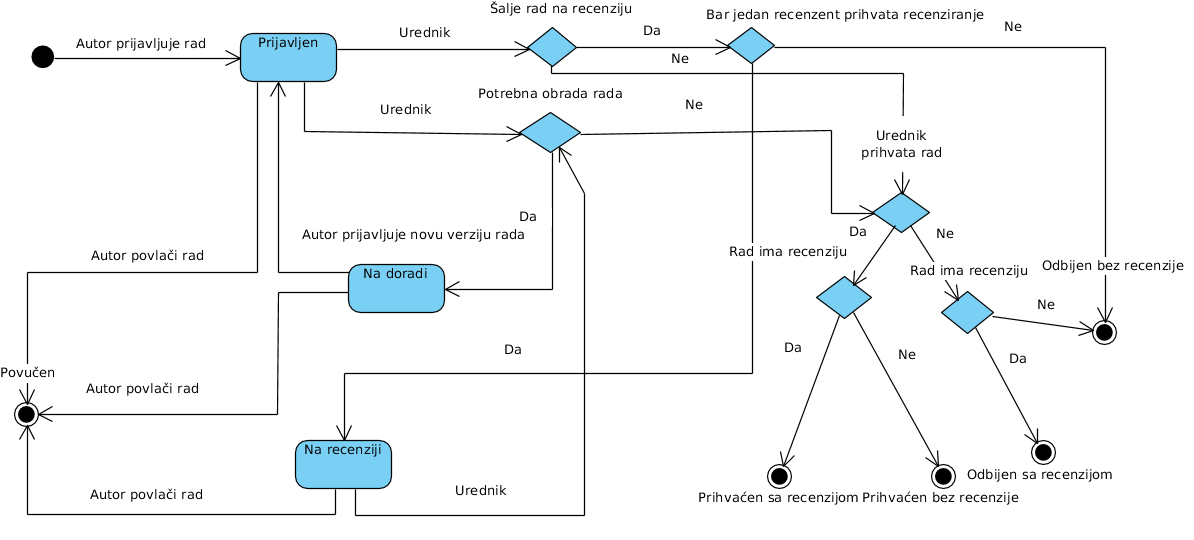 Šalje rad na recenziju
Bar jedan recenzent prihvata recenziranje
Autor prijavljuje rad
Prijavljen
Urednik
Da
Ne
Ne
Potrebna obrada rada
Urednik
Ne
Urednik
prihvata rad
Da
Autor prijavljuje novu verziju rada
Da
Ne
Autor povlači rad
Rad ima recenziju
Rad ima recenziju
Odbijen bez recenzije
Na doradi
Ne
Da
Da
Ne
Da
Povučen
Autor povlači rad
Na recenziji
Autor povlači rad
Urednik
Odbijen sa recenzijom
Prihvaćen sa recenzijom
Prihvaćen bez recenzije